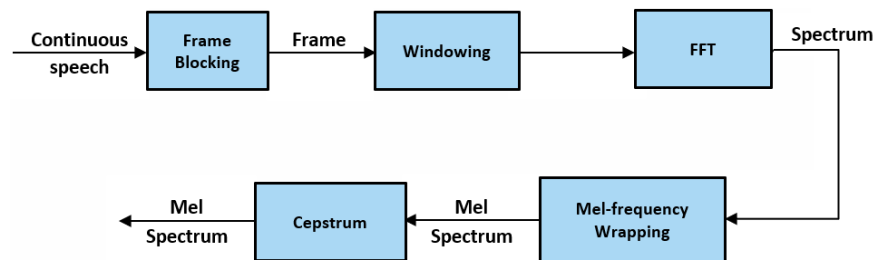 Continuous
speech
Frame
Blocking
Frame
Windowing
FFT
Spectrum
Mel
Spectrum
Cepstrum
Mel
Spectrum
Mel-frequency
Wrapping